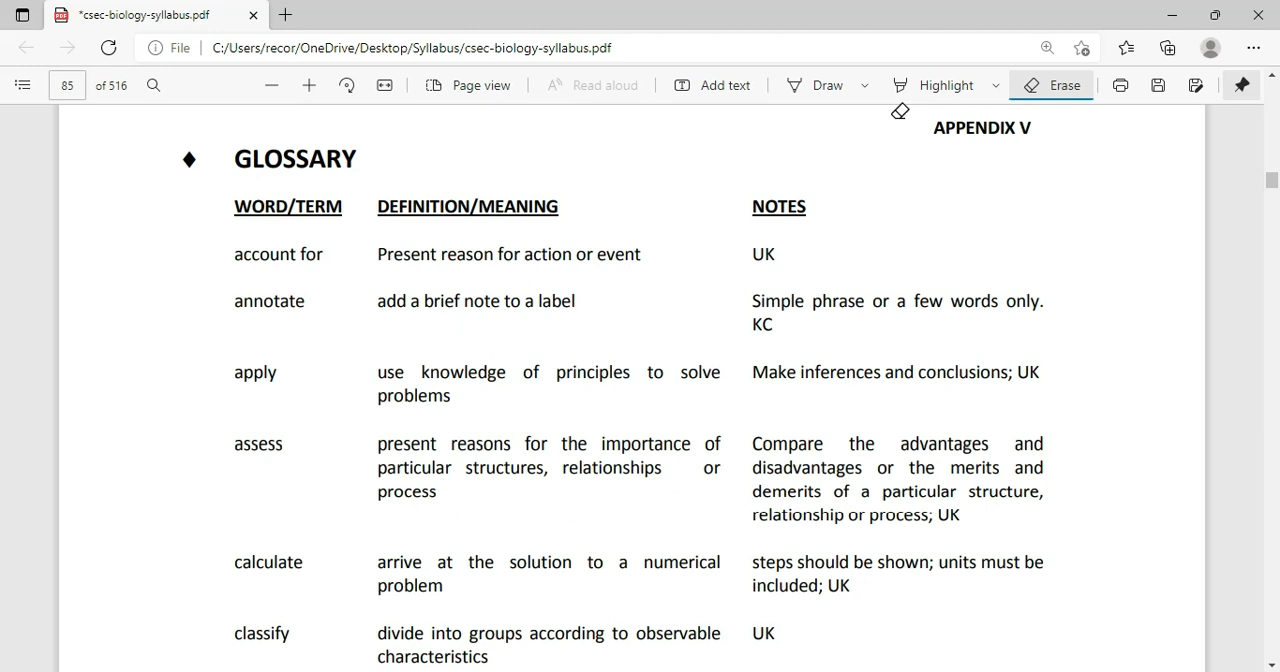 *csec-biology-syllabus.pdf
File C:/Users/recor/OneDrive/Desktop/Syllabus/csec-biology-syllabus.pdf
85 of 516 Page view Read aloud Add text Draw Highlight Erase
APPENDIX V
♦ GLOSSARY
WORD/TERM DEFINITION/MEANING NOTES
account for Present reason for action or event UK
annotate add a brief note to a label Simple phrase or a few words only.
KC
apply use knowledge of principles to solve Make inferences and conclusions; UK
problems
assess present reasons for the importance of Compare the advantages and
particular structures, relationships or disadvantages or the merits and
process demerits of a particular structure,
relationship or process; UK
calculate arrive at the solution to a numerical steps should be shown; units must be
problem included; UK
classify divide into groups according to observable UK
characteristics